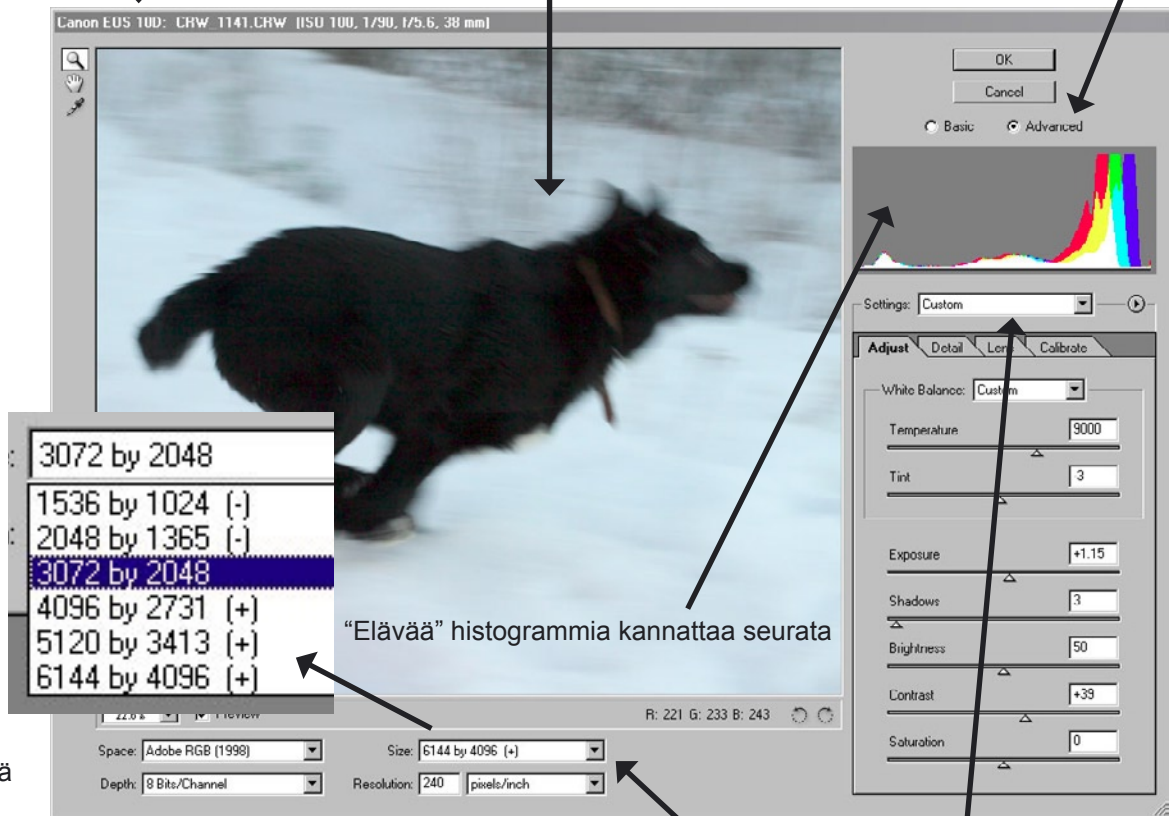 Canon EOS 10D: CRW_1141.CRW [ISO 100, 1/90, f/5.6, 38 mm]
OK
Cancel
Basic Advanced
Settings: Custom
Adjust Detail Lens Calibrate
White Balance: Custom
Temperature 9000
Tint 3
Exposure +1.15
Shadows 3
Brightness 50
Contrast +39
Saturation 0
: 3072 by 2048
1536 by 1024 (-)
: 2048 by 1365 (-)
3072 by 2048
4096 by 2731 (+)
5120 by 3413 (+)
6144 by 4096 (+)
“Elävää” histogrammia kannattaa seurata
Preview
R: 221 G: 233 B: 243
Space: Adobe RGB (1998) Size: 6144 by 4096 (+)
ä
Depth: 8 Bits/Channel Resolution: 240 pixels/inch